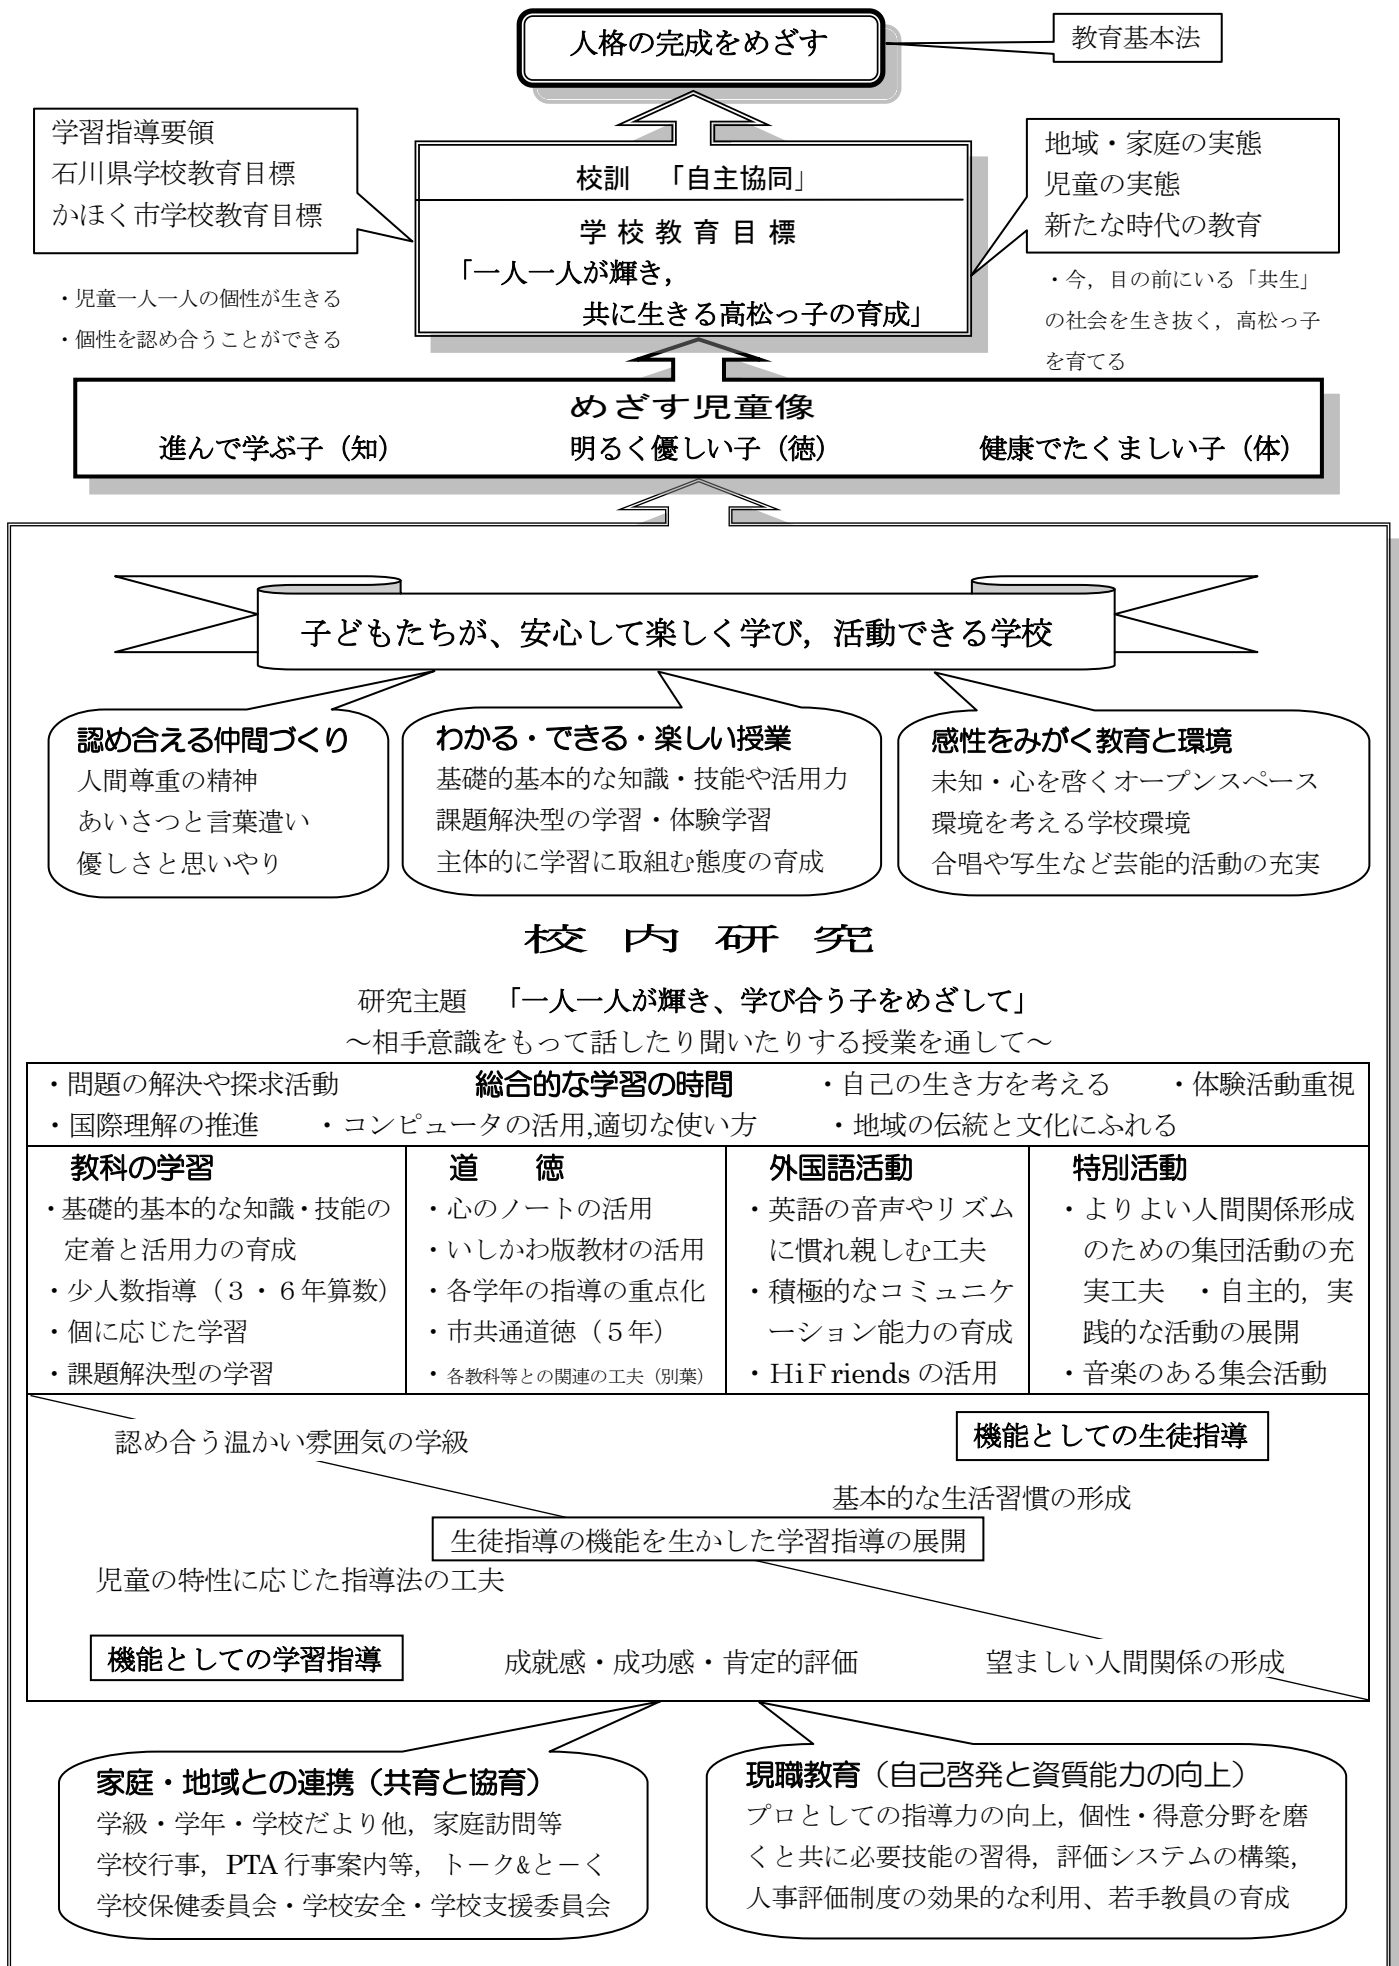 人格の完成をめざす
教育基本法
学習指導要領
石川県学校教育目標
かほく市学校教育目標
校訓　「自主協同」
学 校 教 育 目 標
「一人一人が輝き，
共に生きる高松っ子の育成」
地域・家庭の実態
児童の実態
新たな時代の教育
・児童一人一人の個性が生きる
・個性を認め合うことができる
・今，目の前にいる「共生」
の社会を生き抜く，高松っ子
を育てる
めざす児童像
進んで学ぶ子（知）　明るく優しい子（徳）　健康でたくましい子（体）
子どもたちが、安心して楽しく学び，活動できる学校
認め合える仲間づくり
人間尊重の精神
あいさつと言葉遣い
優しさと思いやり
わかる・できる・楽しい授業
基礎的基本的な知識・技能や活用力
課題解決型の学習・体験学習
主体的に学習に取組む態度の育成
感性をみがく教育と環境
未知・心を啓くオープンスペース
環境を考える学校環境
合唱や写生など芸能的活動の充実
校 内 研 究
研究主題　「一人一人が輝き、学び合う子をめざして」
～相手意識をもって話したり聞いたりする授業を通して～
・問題の解決や探求活動　総合的な学習の時間　・自己の生き方を考える　・体験活動重視
・国際理解の推進　・コンピュータの活用,適切な使い方　・地域の伝統と文化にふれる
教科の学習
・基礎的基本的な知識・技能の
定着と活用力の育成
・少人数指導（３・６年算数）
・個に応じた学習
・課題解決型の学習
道　徳
・心のノートの活用
・いしかわ版教材の活用
・各学年の指導の重点化
・市共通道徳（５年）
・各教科等との関連の工夫（別葉）
外国語活動
・英語の音声やリズム
に慣れ親しむ工夫
・積極的なコミュニケ
ーション能力の育成
・HiＦriends の活用
特別活動
・よりよい人間関係形成
のための集団活動の充
実工夫　・自主的，実
践的な活動の展開
・音楽のある集会活動
認め合う温かい雰囲気の学級
機能としての生徒指導
基本的な生活習慣の形成
生徒指導の機能を生かした学習指導の展開
児童の特性に応じた指導法の工夫
機能としての学習指導
成就感・成功感・肯定的評価
望ましい人間関係の形成
家庭・地域との連携（共育と協育）
学級・学年・学校だより他，家庭訪問等
学校行事，PTA 行事案内等，トーク&とーく
学校保健委員会・学校安全・学校支援委員会
現職教育（自己啓発と資質能力の向上）
プロとしての指導力の向上，個性・得意分野を磨
くと共に必要技能の習得，評価システムの構築，
人事評価制度の効果的な利用、若手教員の育成